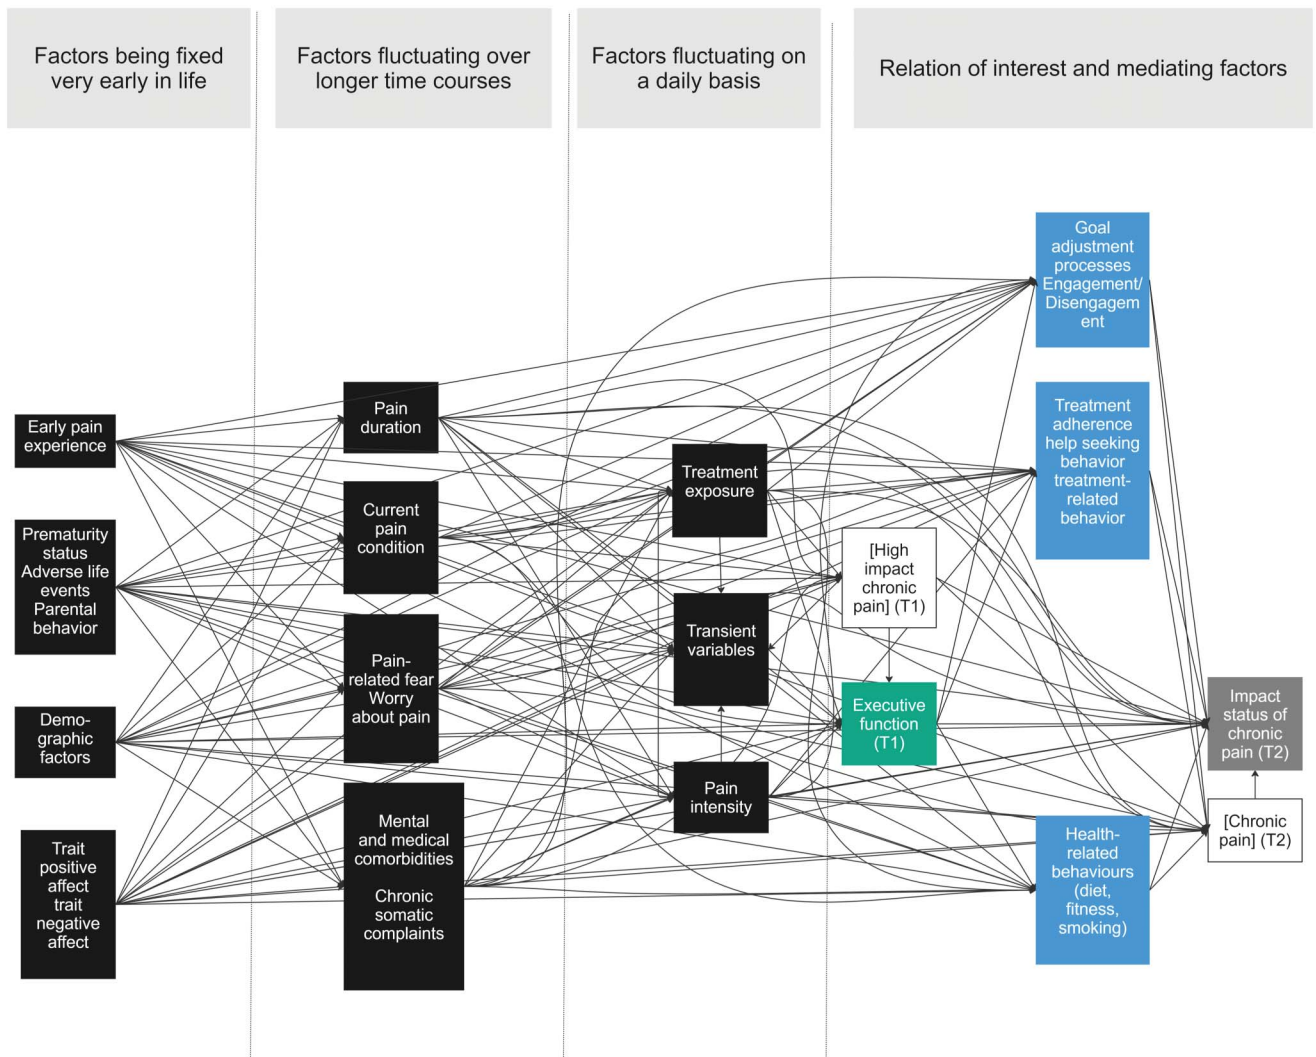 Factors being fixed
very early in life
Factors fluctuating over
longer time courses
Factors fluctuating on
a daily basis
Relation of interest and mediating factors
Early pain
experience
Prematurity
status
Adverse life
events
Parental
behavior
Demo-
graphic
factors
Trait
positive
affect
trait
negative
affect
Pain
duration
Current
pain
condition
Pain-
related fear
Worry
about pain
Mental
and medical
comorbidities
Chronic
somatic
complaints
Treatment
exposure
Transient
variables
Pain
intensity
[High
impact
chronic
pain] (T1)
Executive
function
(T1)
Goal
adjustment
processes
Engagement/
Disengagem
ent
Treatment
adherence
help seeking
behavior
treatment-
related
behavior
Health-
related
behaviours
(diet,
fitness,
smoking)
Impact
status of
chronic
pain (T2)
[Chronic
pain] (T2)